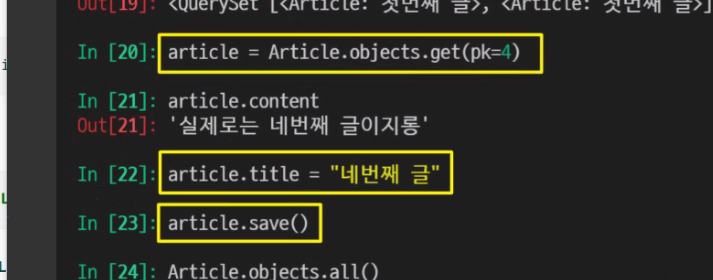 Out[19]: <QuerySet [<Article: 첫번째 글>, <Article: 첫번째 글>]
In [20]: article = Article.objects.get(pk=4)
In [21]: article.content
Out[21]: '실제로는 네번째 글이지롱'
In [22]: article.title = "네번째 글"
In [23]: article.save()
In [24]: Article.objects.all()